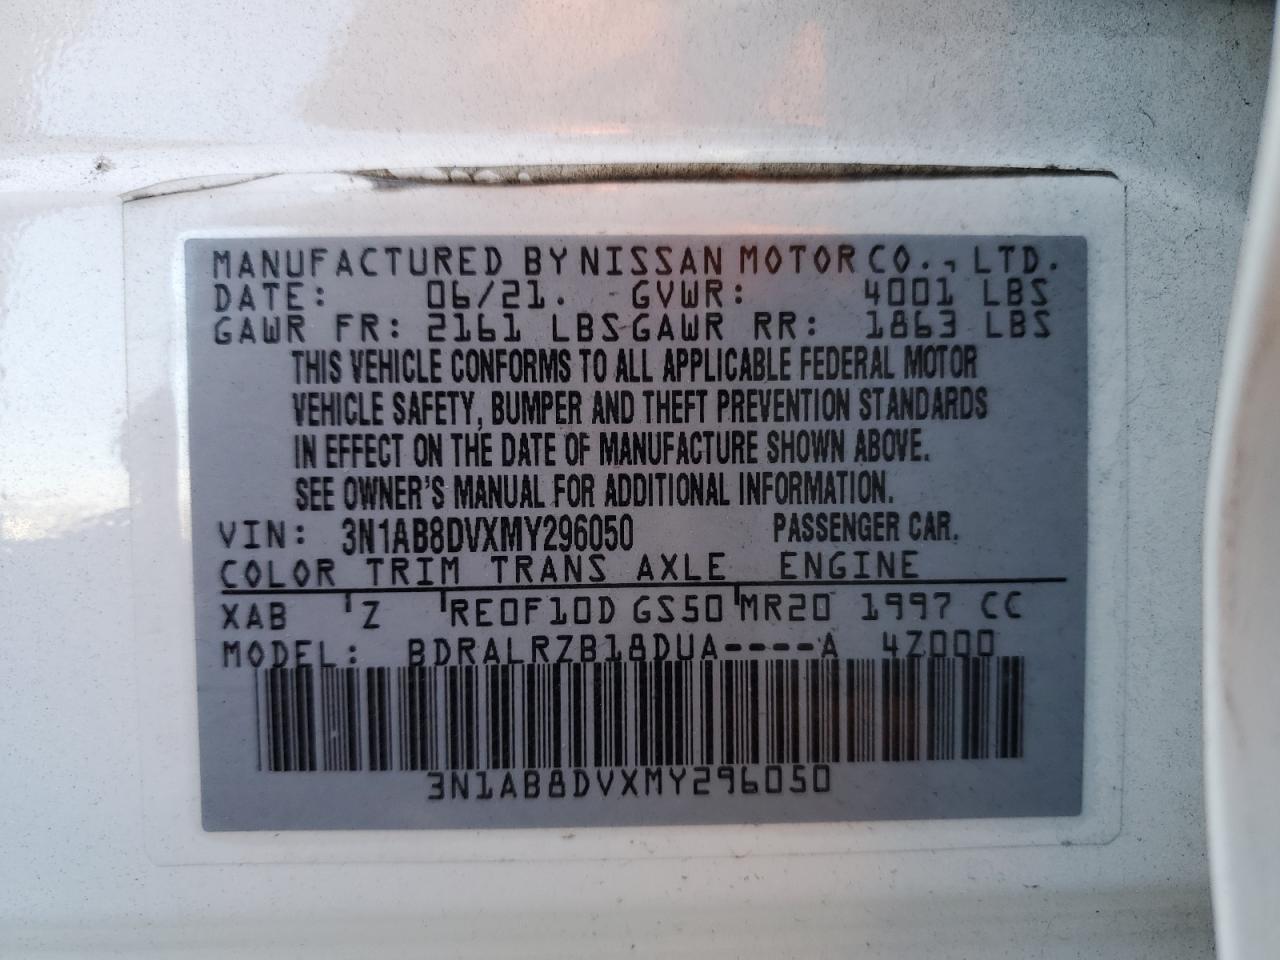 MANUFACTURED BY NISSAN MOTOR CO., LTD.
DATE: 06/21. GVWR: 4001 LBS
GAWR FR: 2161 LBS GAWR RR: 1863 LBS
THIS VEHICLE CONFORMS TO ALL APPLICABLE FEDERAL MOTOR
VEHICLE SAFETY, BUMPER AND THEFT PREVENTION STANDARDS
IN EFFECT ON THE DATE OF MANUFACTURE SHOWN ABOVE.
SEE OWNER'S MANUAL FOR ADDITIONAL INFORMATION.
VIN: 3N1AB8DVXMY296050 PASSENGER CAR.
COLOR TRIM TRANS AXLE ENGINE
XAB Z RE0F10D GS50 MR20 1997 CC
MODEL: BDRALRZB18DUA----A 4Z000
3N1AB8DVXMY296050